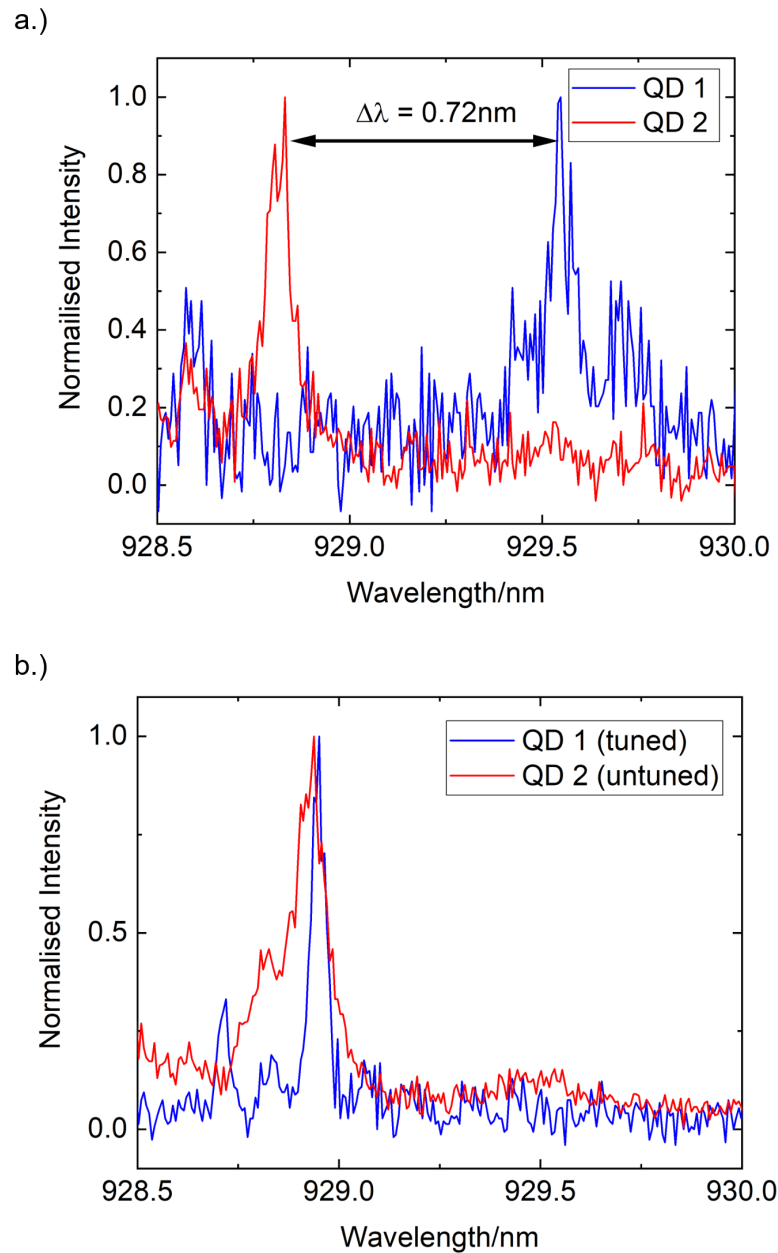 a.)
QD 1
QD 2
Δλ = 0.72nm
Normailised Intensity
1.0
0.8
0.6
0.4
0.2
0.0
928.5 929.0 929.5 930.0
Wavelength/nm
b.)
QD 1 (tuned)
QD 2 (untuned)
Normalised Intensity
1.0
0.5
0.0
928.5 929.0 929.5 930.0
Wavelength/nm